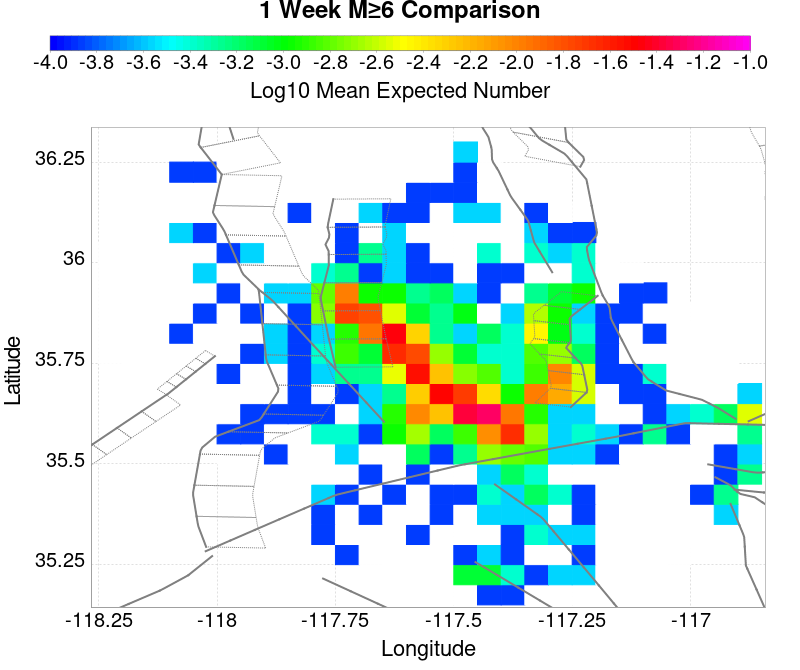 1 Week M≥6 Comparison
-4.0 -3.8 -3.6 -3.4 -3.2 -3.0 -2.8 -2.6 -2.4 -2.2 -2.0 -1.8 -1.6 -1.4 -1.2 -1.0
Log10 Mean Expected Number
36.25
36
35.75
35.5
35.25
Latitude
-118.25 -118 -117.75 -117.5 -117.25 -117
Longitude